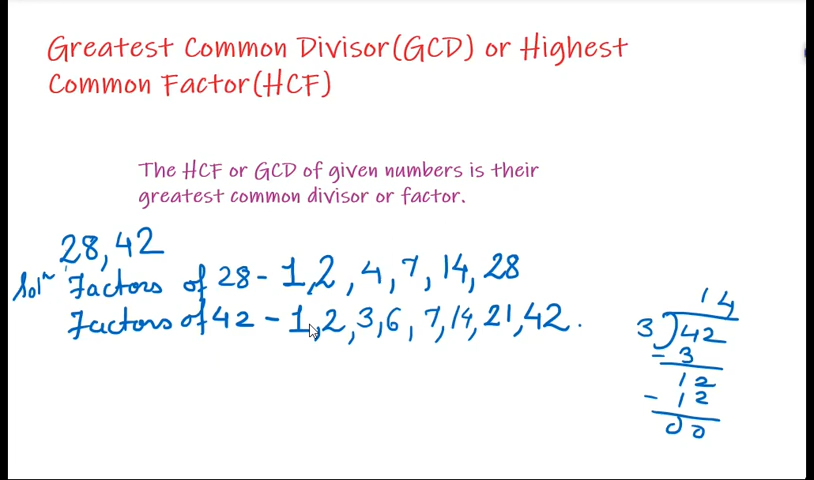 Greatest Common Divisor(GCD) or Highest
Common Factor(HCF)
The HCF or GCD of given numbers is their
greatest common divisor or factor.
28, 42
Solⁿ Factors of 28 - 1, 2, 4, 7, 14, 28
Factors of 42 - 1, 2, 3, 6, 7, 14, 21, 42.
14
3)42
-3
12
-12
00